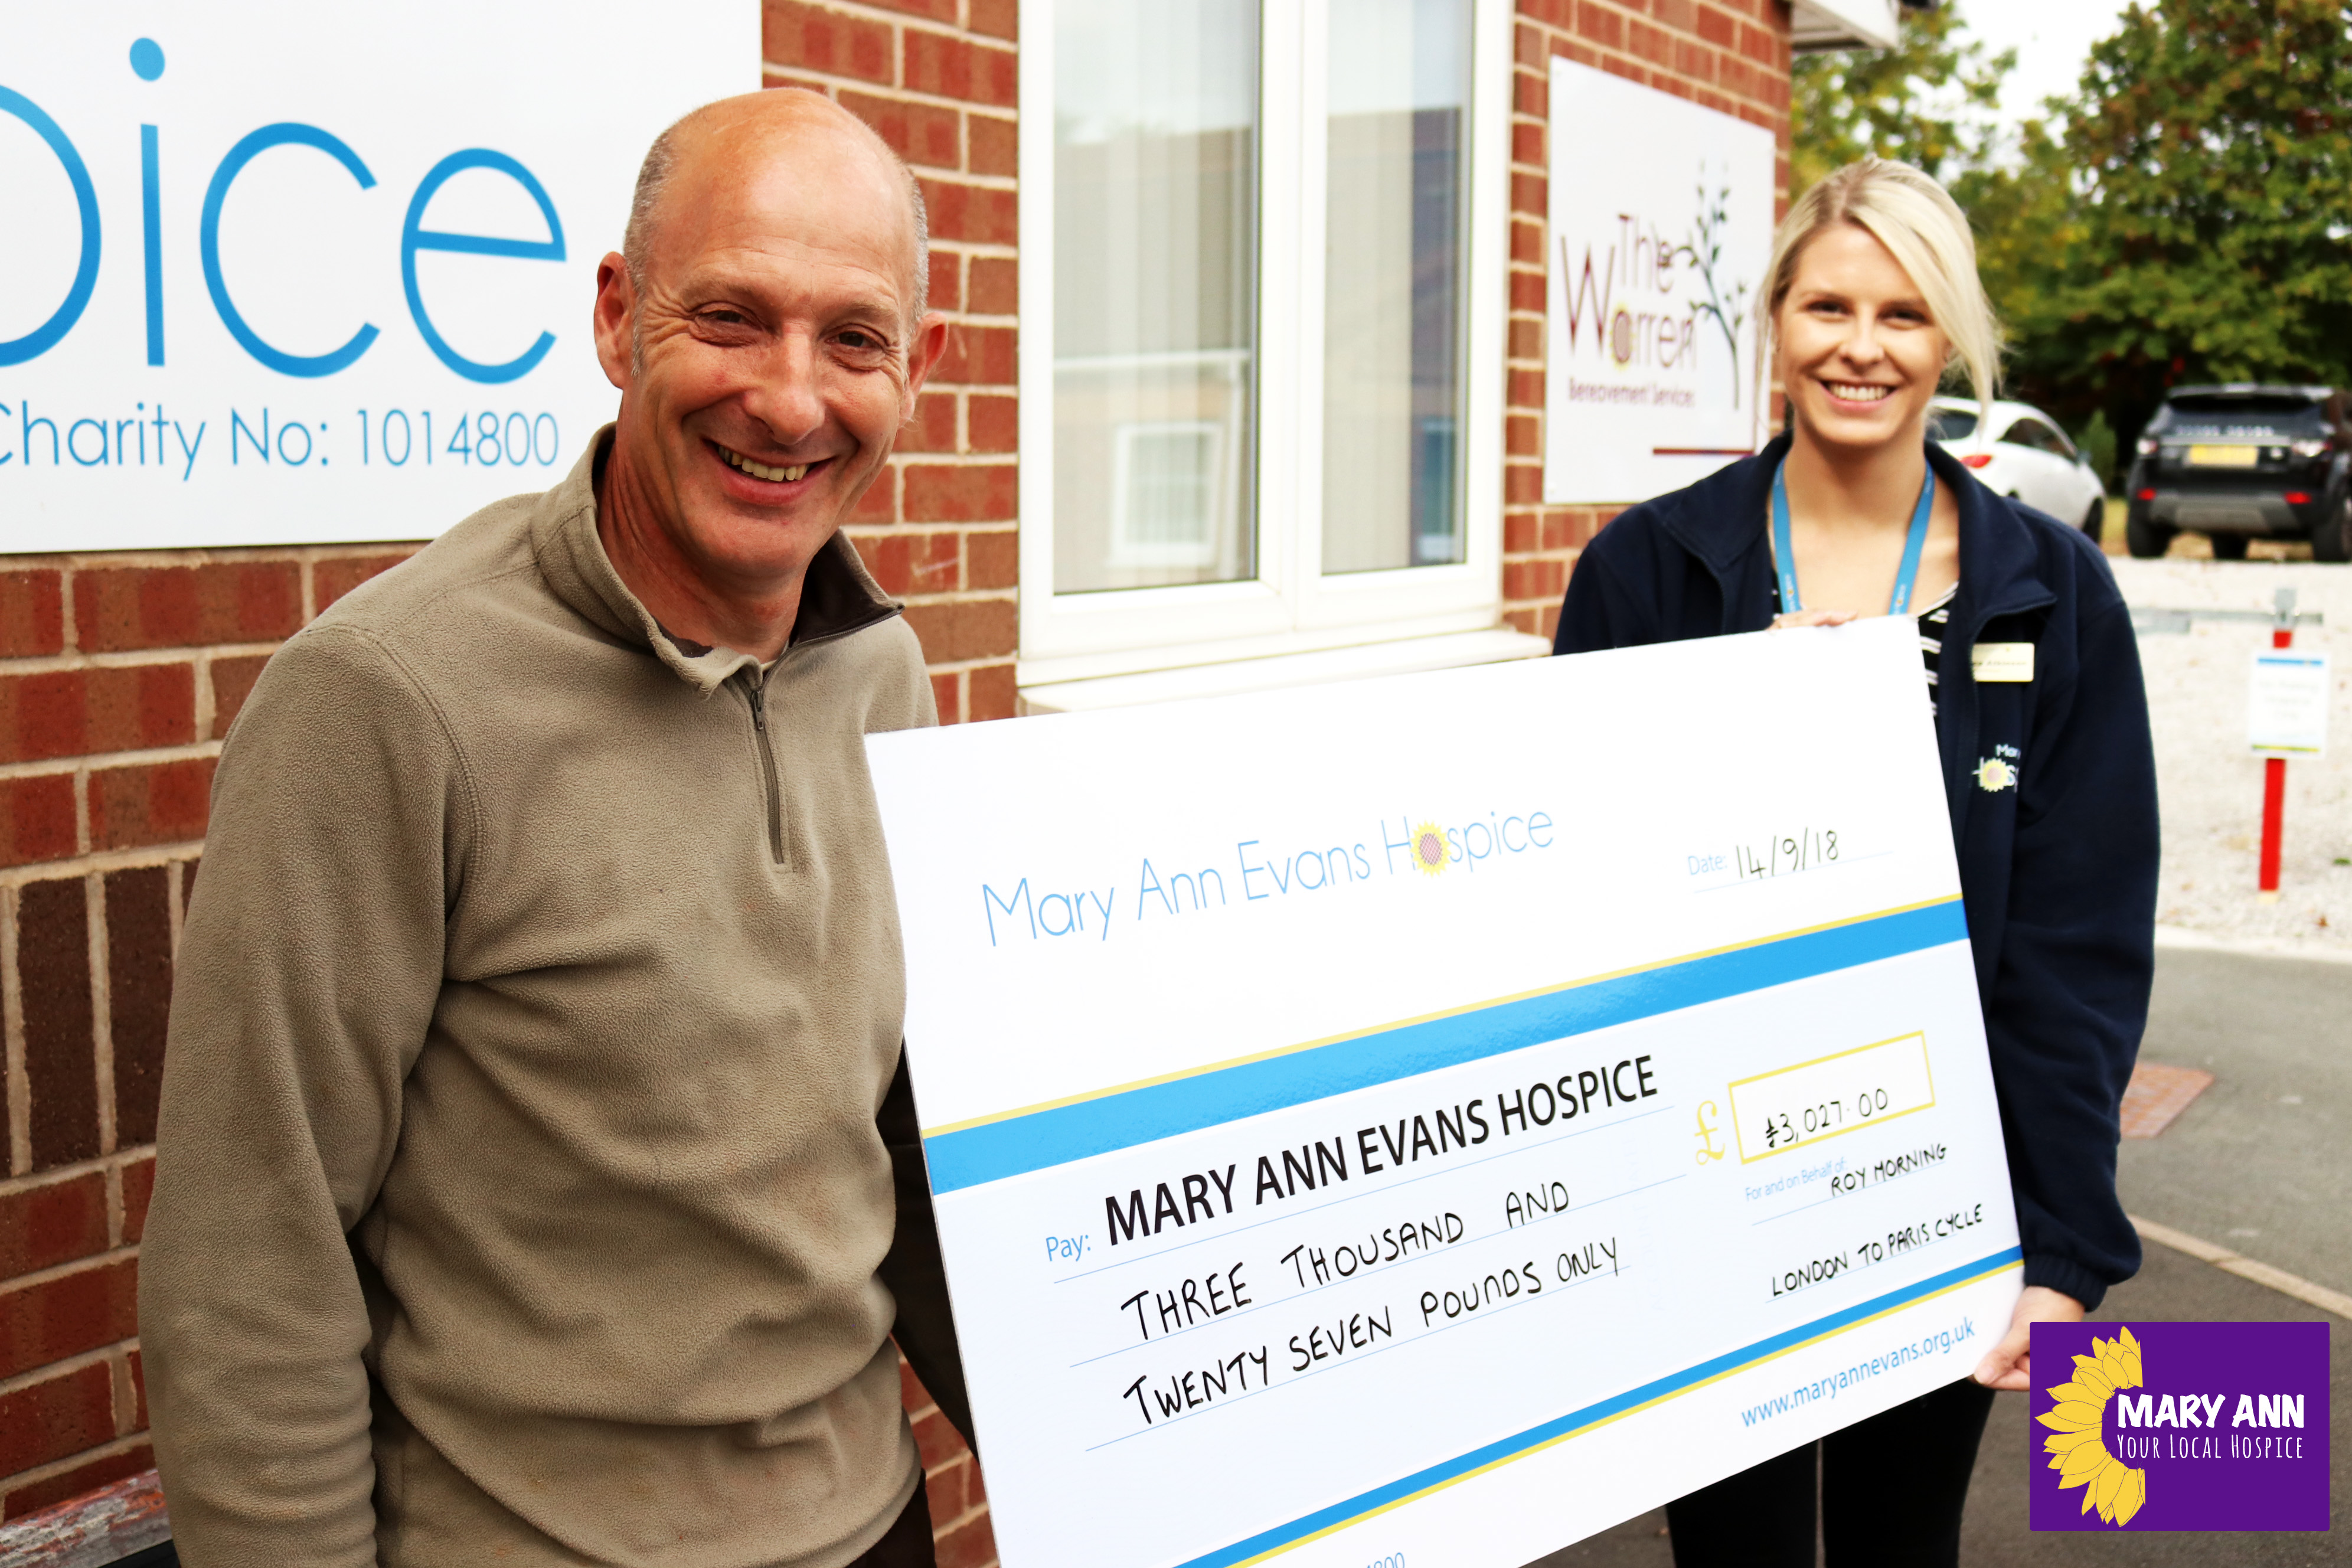 pice
Charity No: 1014800
The
Warren
Bereavement Services
Mary Ann Evans Hospice
Date: 14/9/18
Pay: MARY ANN EVANS HOSPICE
THREE THOUSAND AND
TWENTY SEVEN POUNDS ONLY
£ £3,027.00
For and on Behalf of:
ROY MORNING
LONDON TO PARIS CYCLE
www.maryannevans.org.uk
MARY ANN
YOUR LOCAL HOSPICE